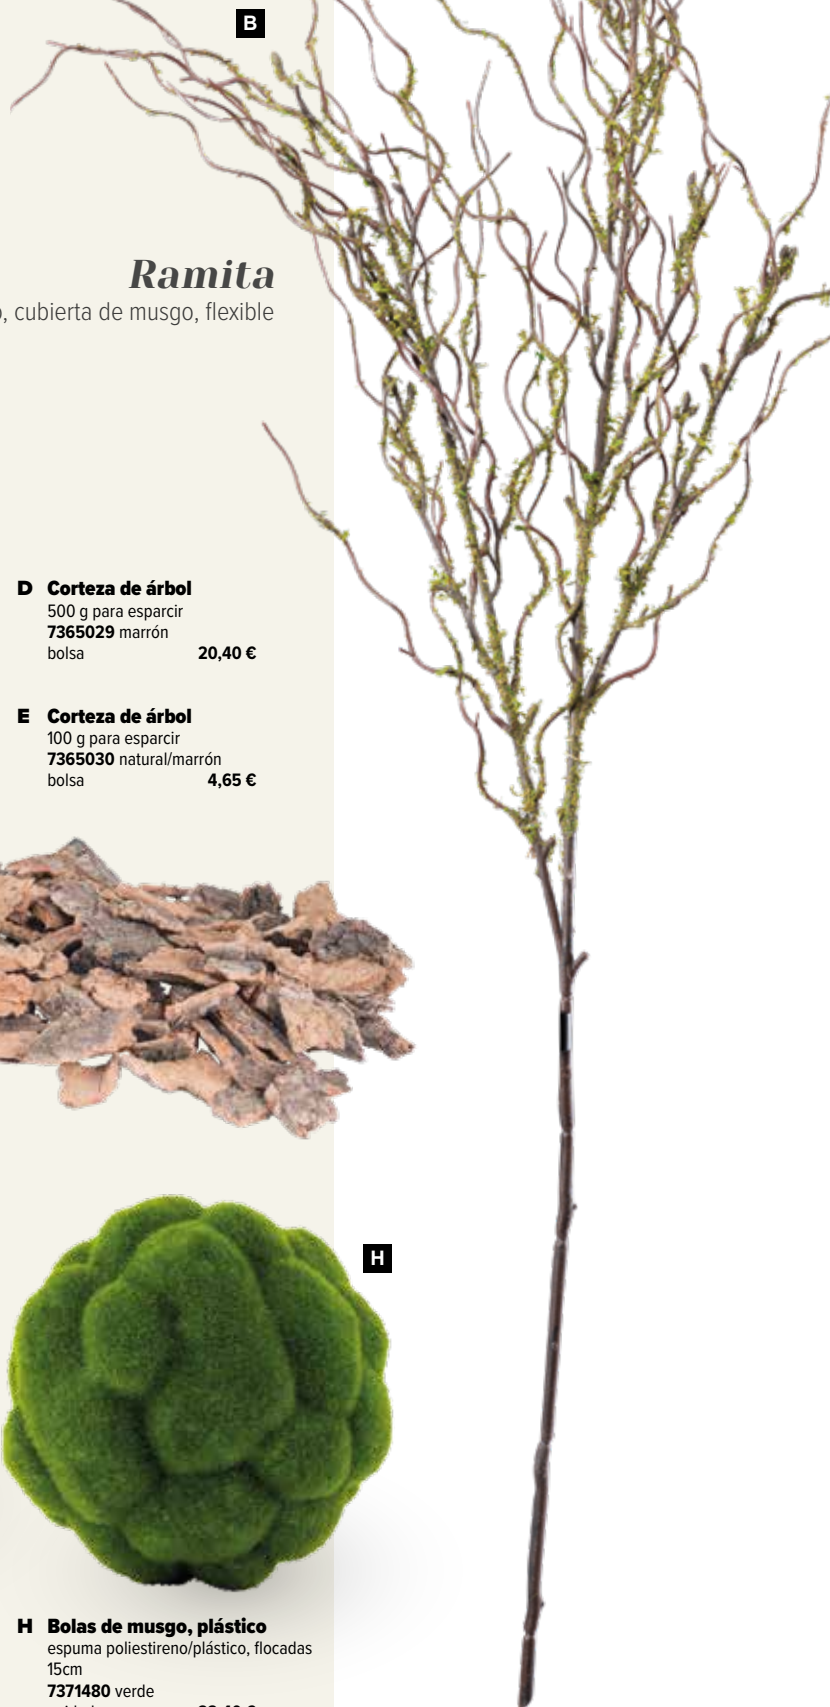 B
Ramita
cubierta de musgo, flexible
D Corteza de árbol
500 g para esparcir
7365029 marrón
bolsa 20,40 €
E Corteza de árbol
100 g para esparcir
7365030 natural/marrón
bolsa 4,65 €
H
H Bolas de musgo, plástico
espuma poliestireno/plástico, flocadas
15cm
7371480 verde